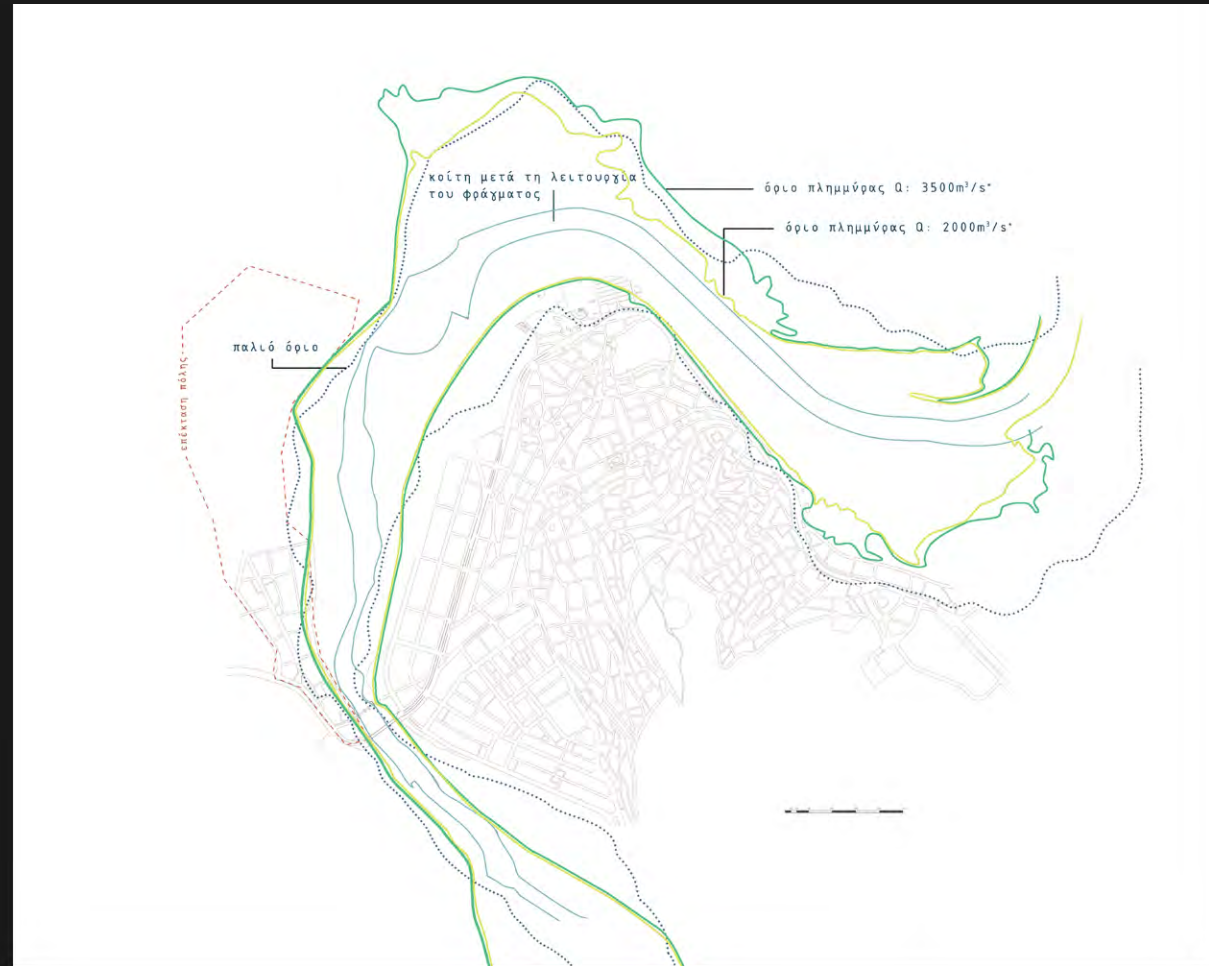 κοίτη μετά τη λειτουργία
του φράγματος
όριο πλημμύρας Q: 3500m³/s*
όριο πλημμύρας Q: 2000m³/s*
παλιό όριο
επέκταση πόλης